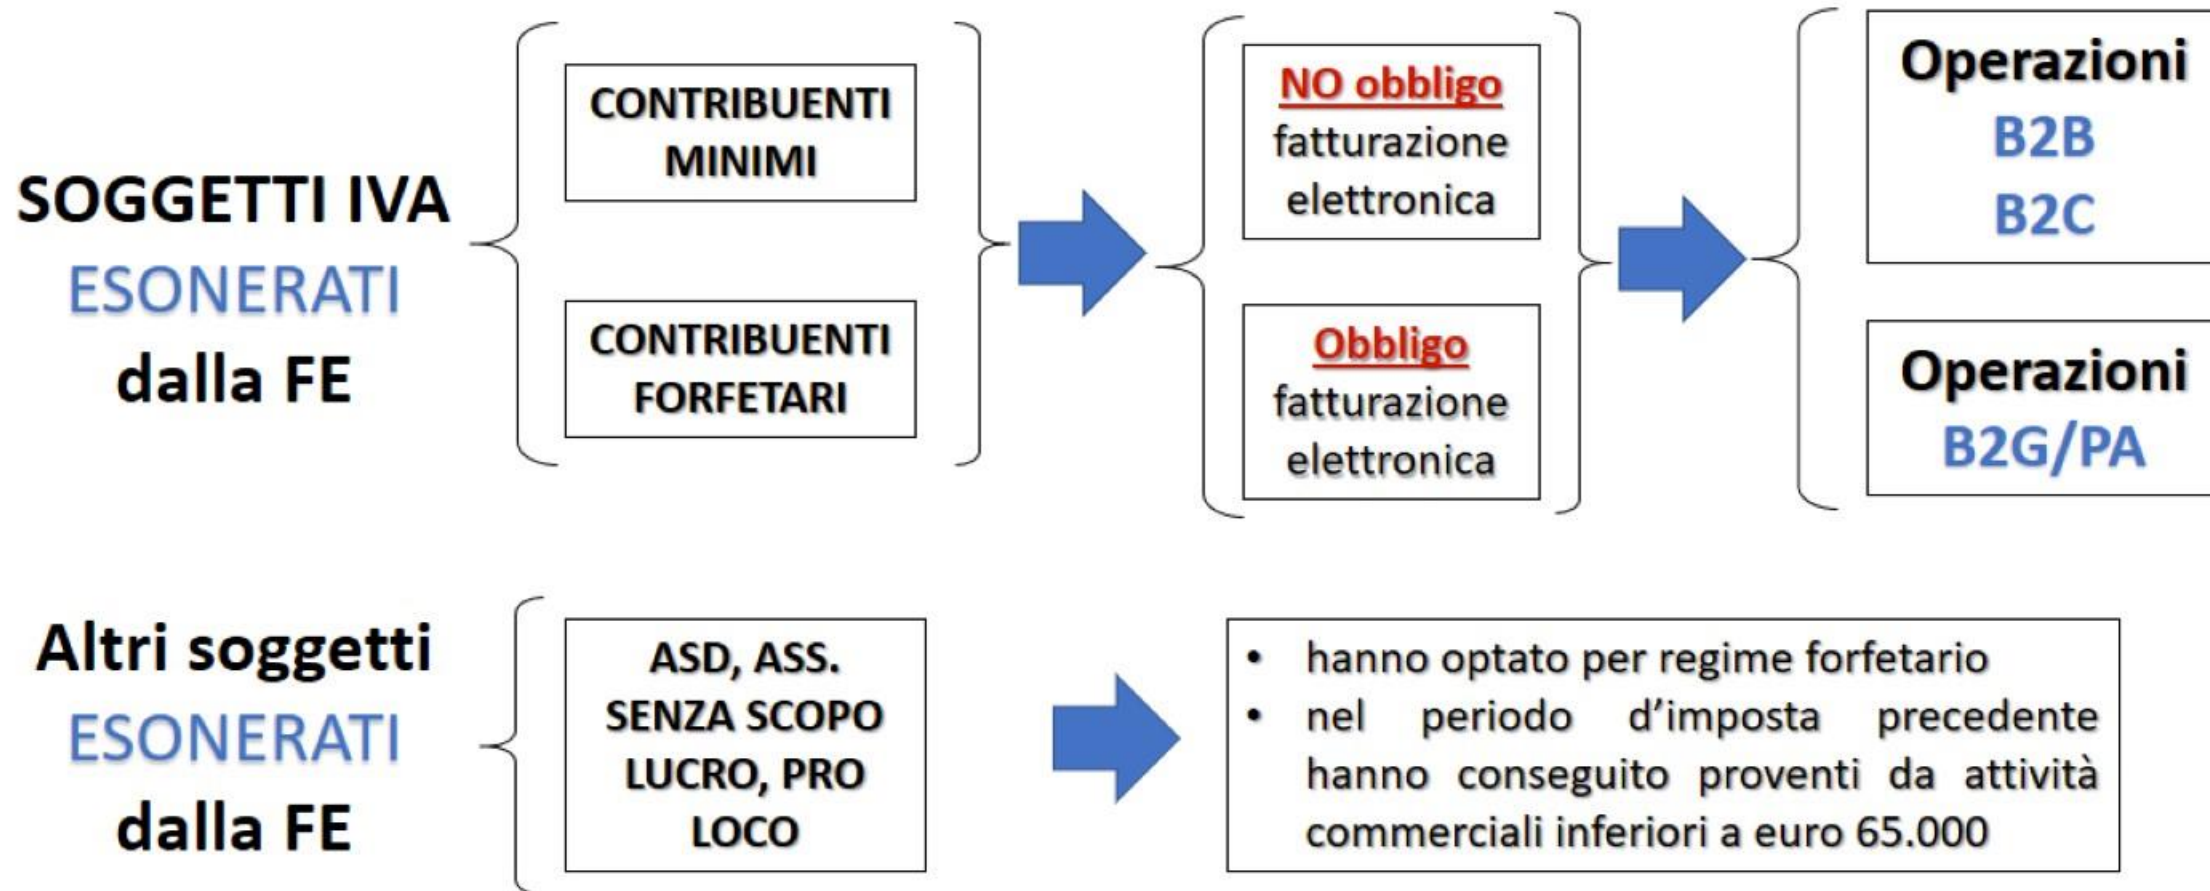 SOGGETTI IVA
ESONERATI
dalla FE
CONTRIBUENTI
MINIMI
CONTRIBUENTI
FORFETARI
NO obbligo
fatturazione
elettronica
Obbligo
fatturazione
elettronica
Operazioni
B2B
B2C
Operazioni
B2G/PA
Altri soggetti
ESONERATI
dalla FE
ASD, ASS.
SENZA SCOPO
LUCRO, PRO
LOCO
• hanno optato per regime forfetario
• nel periodo d’imposta precedente
hanno conseguito proventi da attività
commerciali inferiori a euro 65.000